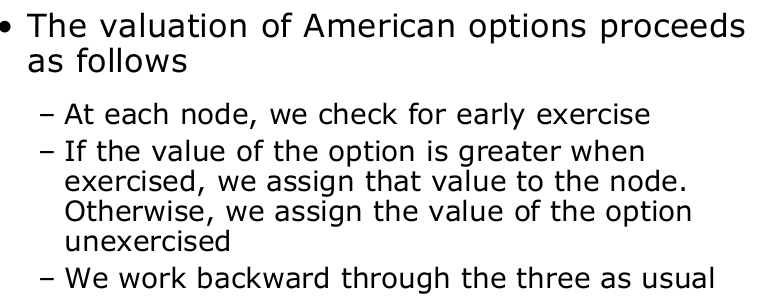 • The valuation of American options proceeds
as follows
– At each node, we check for early exercise
– If the value of the option is greater when
exercised, we assign that value to the node.
Otherwise, we assign the value of the option
unexercised
– We work backward through the three as usual